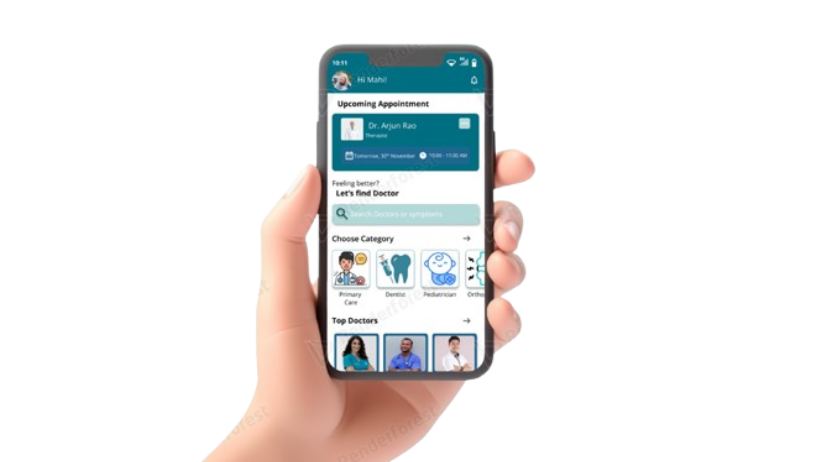 10:11
Hi Mahi!
Upcoming Appointment
Dr. Arjun Rao
Therapist
Tomorrow, 30th November 10:00 - 11:00 AM
Feeling better?
Let's find Doctor
Search Doctors or symptoms
Choose Category →
Primary Care
Dentist
Pediatrician
Ortho
Top Doctors →
Renderforest